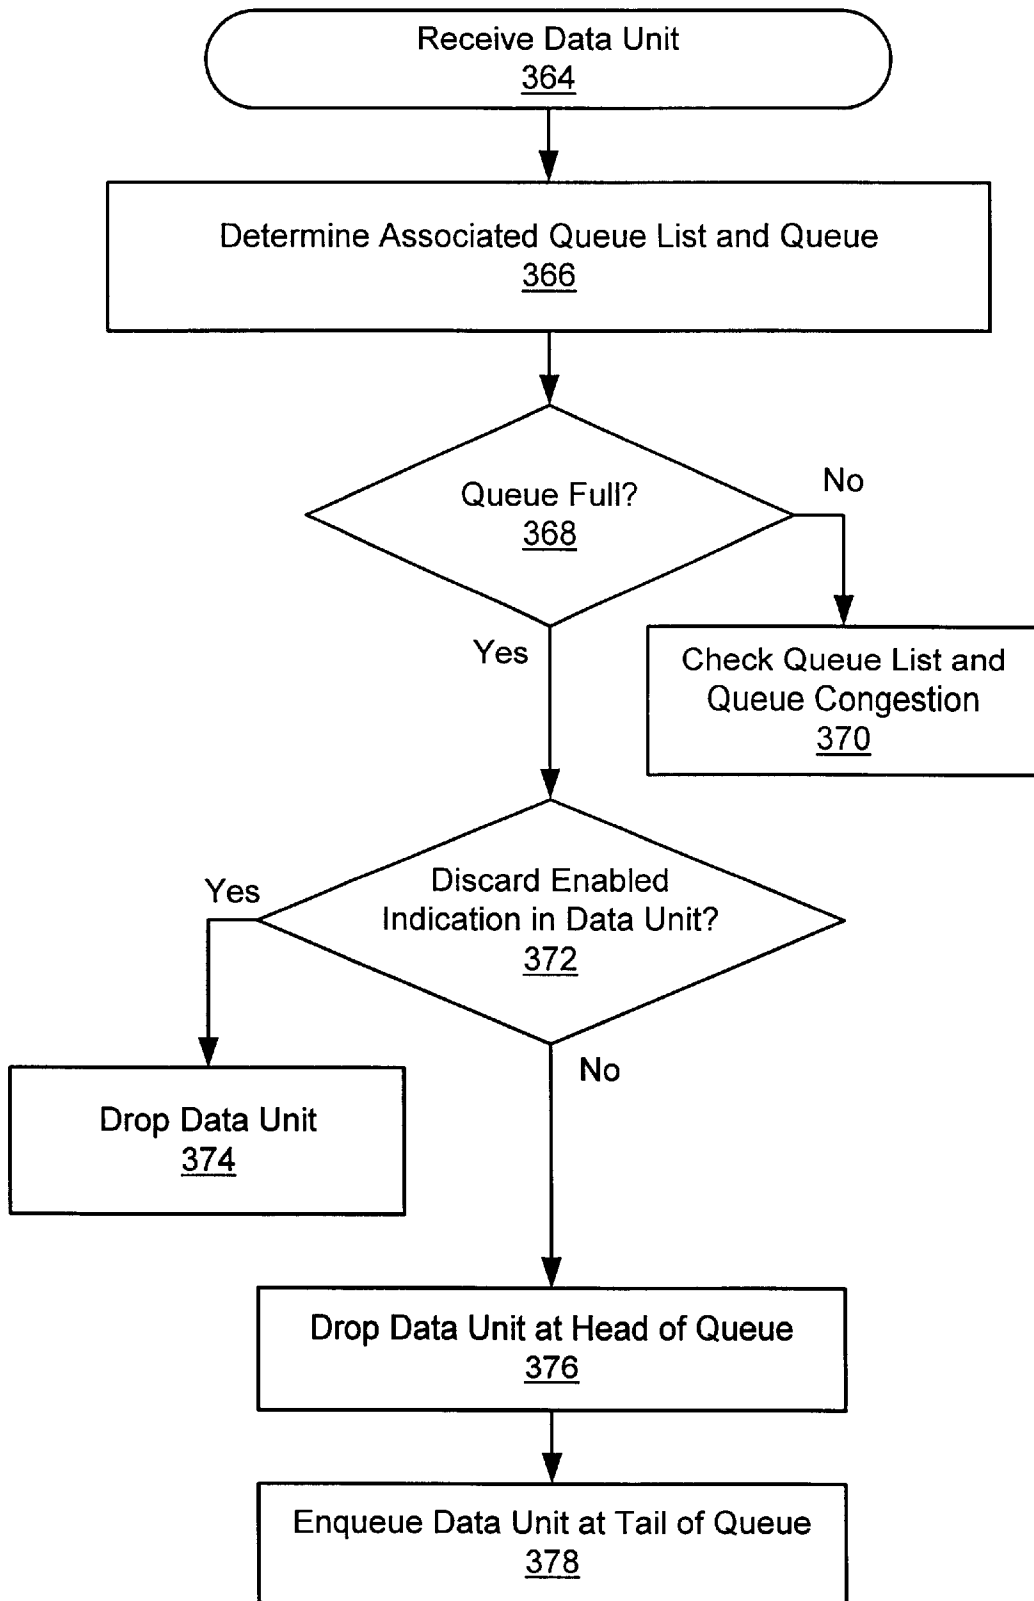 Receive Data Unit
364
Determine Associated Queue List and Queue
366
Queue Full?
368
No
Yes
Check Queue List and
Queue Congestion
370
Discard Enabled
Indication in Data Unit?
372
Yes
No
Drop Data Unit
374
Drop Data Unit at Head of Queue
376
Enqueue Data Unit at Tail of Queue
378